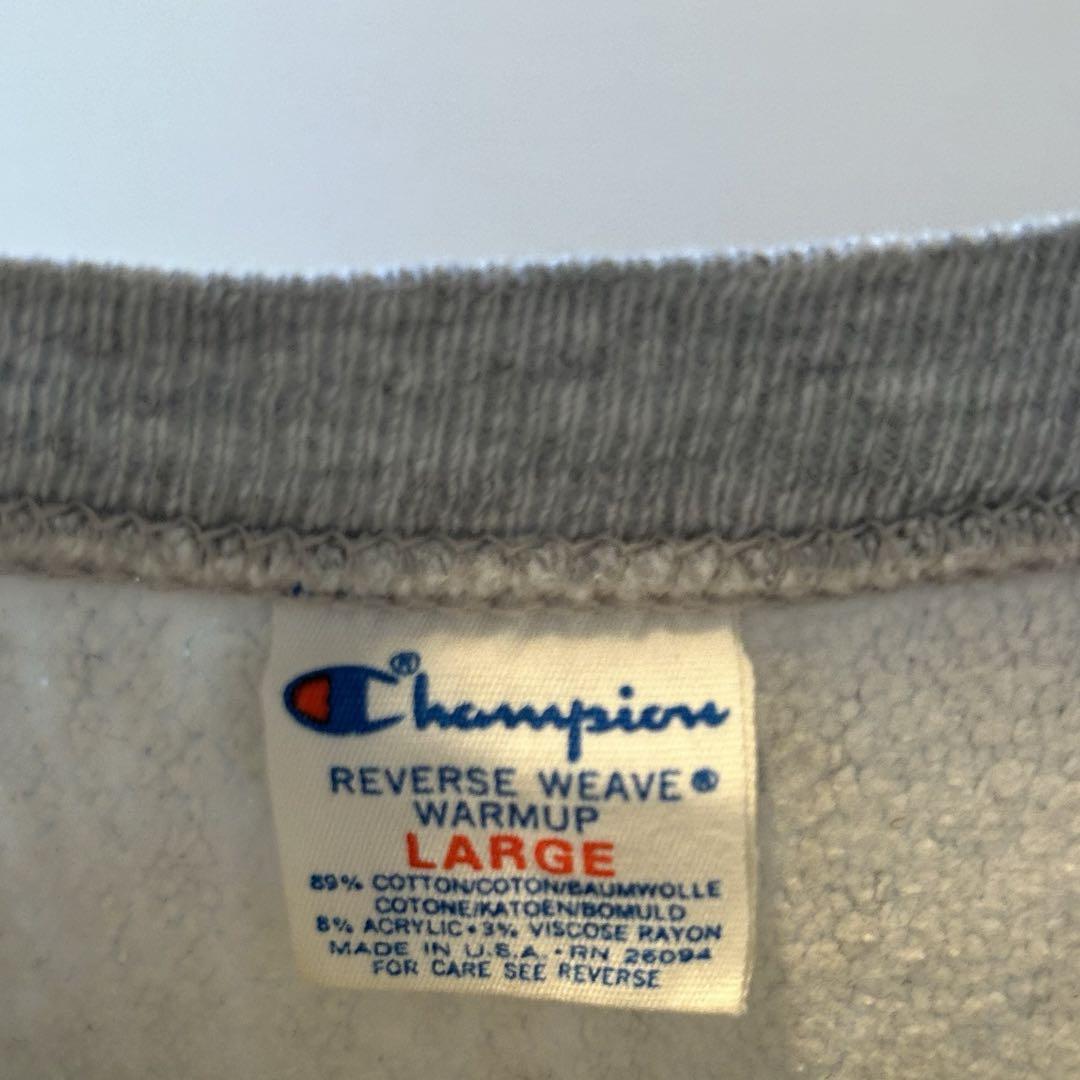 Champion®
REVERSE WEAVE®
WARMUP
LARGE
89% COTTON/COTON/BAUMWOLLE
COTONE/KATOEN/BOMULD
8% ACRYLIC•3% VISCOSE RAYON
MADE IN U.S.A. • RN 26094
FOR CARE SEE REVERSE